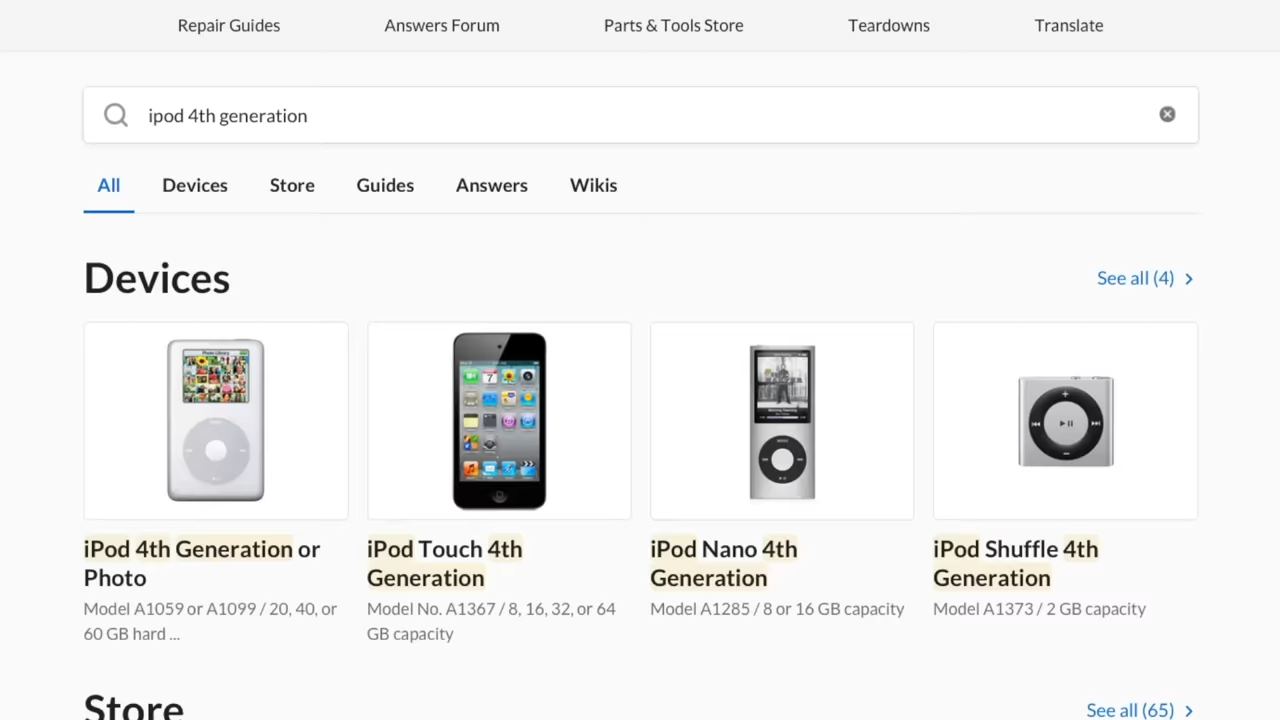 Repair Guides
Answers Forum
Parts & Tools Store
Teardowns
Translate
ipod 4th generation
All
Devices
Store
Guides
Answers
Wikis
Devices
See all (4)
iPod 4th Generation or
Photo
Model A1059 or A1099 / 20, 40, or
60 GB hard ...
iPod Touch 4th
Generation
Model No. A1367 / 8, 16, 32, or 64
GB capacity
iPod Nano 4th
Generation
Model A1285 / 8 or 16 GB capacity
iPod Shuffle 4th
Generation
Model A1373 / 2 GB capacity
Store
See all (65)